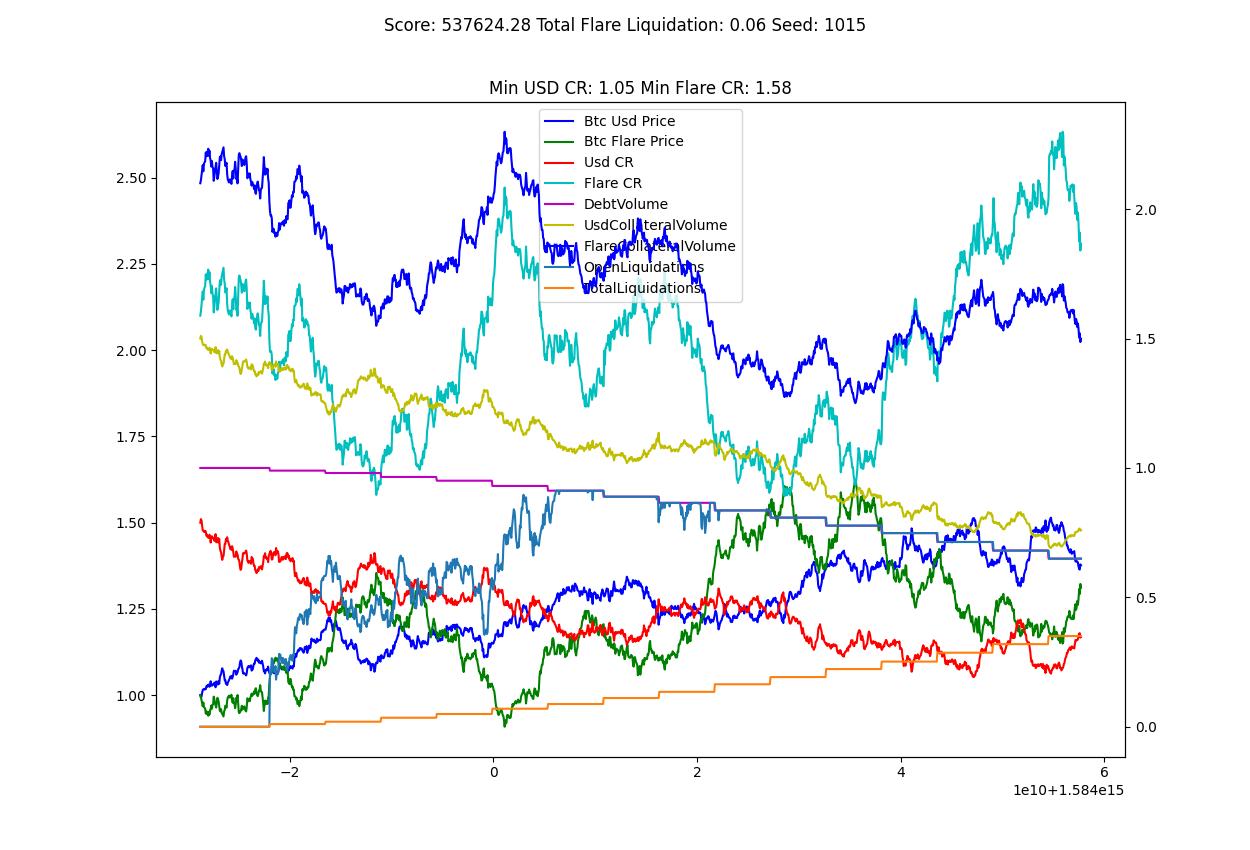 Score: 537624.28 Total Flare Liquidation: 0.06 Seed: 1015
Min USD CR: 1.05 Min Flare CR: 1.58
Btc Usd Price
Btc Flare Price
Usd CR
Flare CR
DebtVolume
UsdCollateralVolume
FlareCollateralVolume
OpenLiquidations
TotalLiquidations
2.50
2.25
2.00
1.75
1.50
1.25
1.00
2.0
1.5
1.0
0.5
0.0
−2 0 2 4 6
1e10+1.584e15